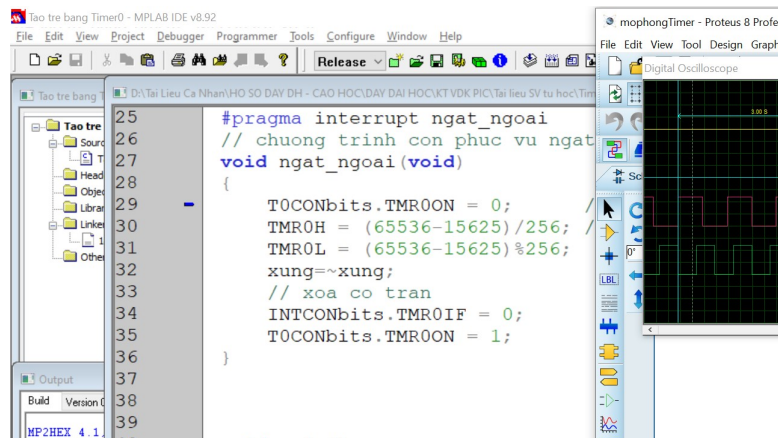 Tao tre bang Timer0 - MPLAB IDE v8.92
File Edit View Project Debugger Programmer Tools Configure Window Help
Release
Tao tre bang T
D:\Tai Lieu Ca Nhan\HO SO DAY DH - CAO HOC\DAY DAI HOC\KT VDK PIC\Tai lieu SV tu hoc\Tim
Tao tre
Sourc
T
Head
Objec
Librar
Linker
1
Other
25 #pragma interrupt ngat_ngoai
26 // chuong trinh con phuc vu ngat
27 void ngat_ngoai(void)
28 {
29 T0CONbits.TMR0ON = 0; /
30 TMR0H = (65536-15625)/256; /
31 TMR0L = (65536-15625)%256;
32 xung=~xung;
33 // xoa co tran
34 INTCONbits.TMR0IF = 0;
35 T0CONbits.TMR0ON = 1;
36 }
37
38
39
Output
Build Version C
MP2HEX 4.1.
mophongTimer - Proteus 8 Profe
File Edit View Tool Design Graph
Digital Oscilloscope
3.00 S
Sc
0°
LBL